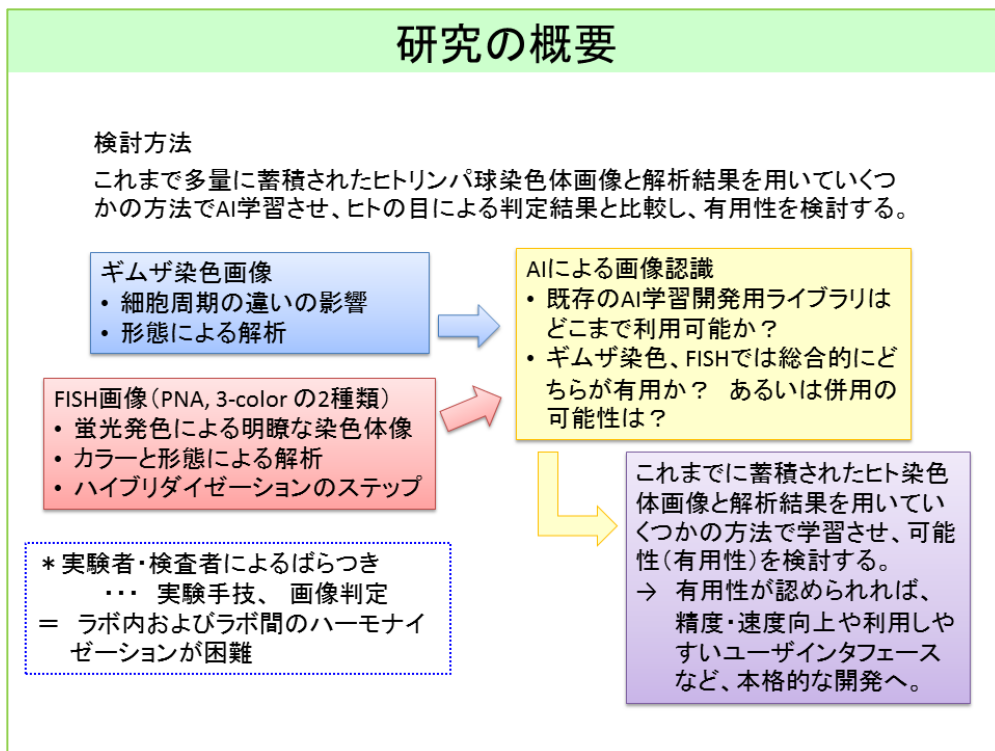 研究の概要
検討方法
これまで多量に蓄積されたヒトリンパ球染色体画像と解析結果を用いていくつ
かの方法でAI学習させ、ヒトの目による判定結果と比較し、有用性を検討する。
ギムザ染色画像
• 細胞周期の違いの影響
• 形態による解析
FISH画像（PNA, 3-color の2種類）
• 蛍光発色による明瞭な染色体像
• カラーと形態による解析
• ハイブリダイゼーションのステップ
＊実験者・検査者によるばらつき
･･･ 実験手技、 画像判定
＝ ラボ内およびラボ間のハーモナイ
ゼーションが困難
AIによる画像認識
• 既存のAI学習開発用ライブラリは
どこまで利用可能か？
• ギムザ染色、FISHでは総合的にど
ちらが有用か？ あるいは併用の
可能性は？
これまでに蓄積されたヒト染色
体画像と解析結果を用いてい
くつかの方法で学習させ、可能
性（有用性）を検討する。
→ 有用性が認められれば、
精度・速度向上や利用しや
すいユーザインタフェース
など、本格的な開発へ。